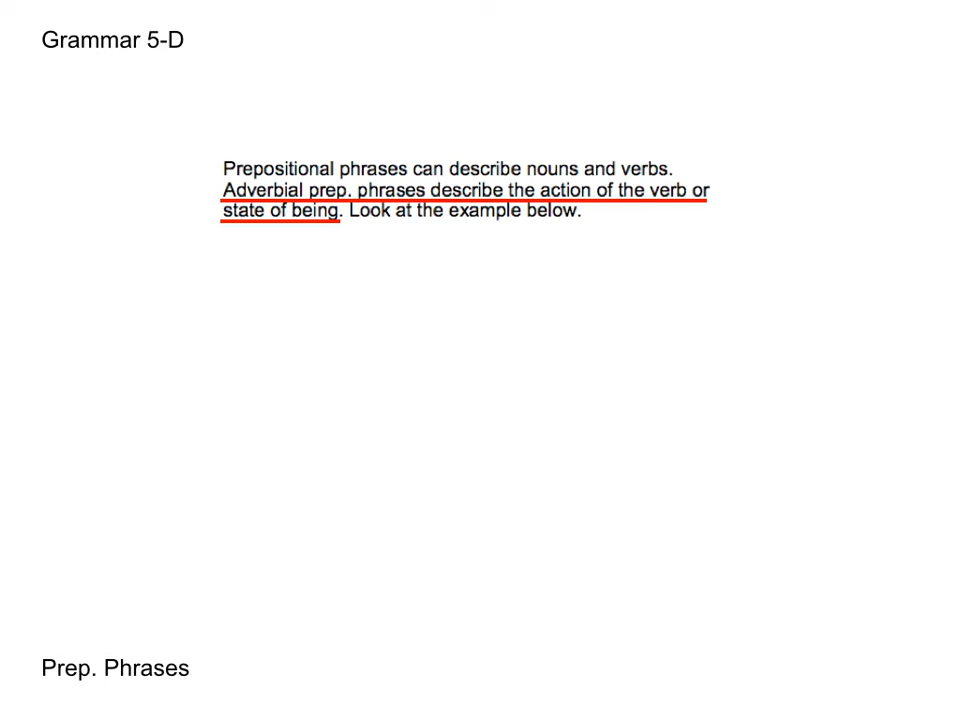 Grammar 5-D
Prepositional phrases can describe nouns and verbs.
Adverbial prep. phrases describe the action of the verb or
state of being. Look at the example below.
Prep. Phrases